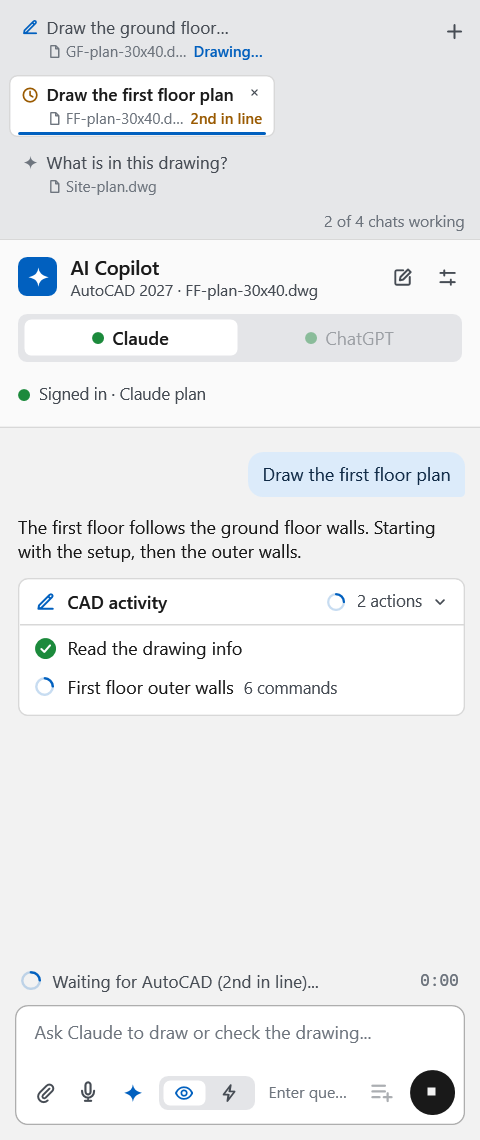 Draw the ground floor...
GF-plan-30x40.d... Drawing...
Draw the first floor plan ×
FF-plan-30x40.d... 2nd in line
What is in this drawing?
Site-plan.dwg
2 of 4 chats working
AI Copilot
AutoCAD 2027 · FF-plan-30x40.dwg
Claude ChatGPT
Signed in · Claude plan
Draw the first floor plan
The first floor follows the ground floor walls. Starting
with the setup, then the outer walls.
CAD activity 2 actions
Read the drawing info
First floor outer walls 6 commands
Waiting for AutoCAD (2nd in line)... 0:00
Ask Claude to draw or check the drawing...
Enter que...